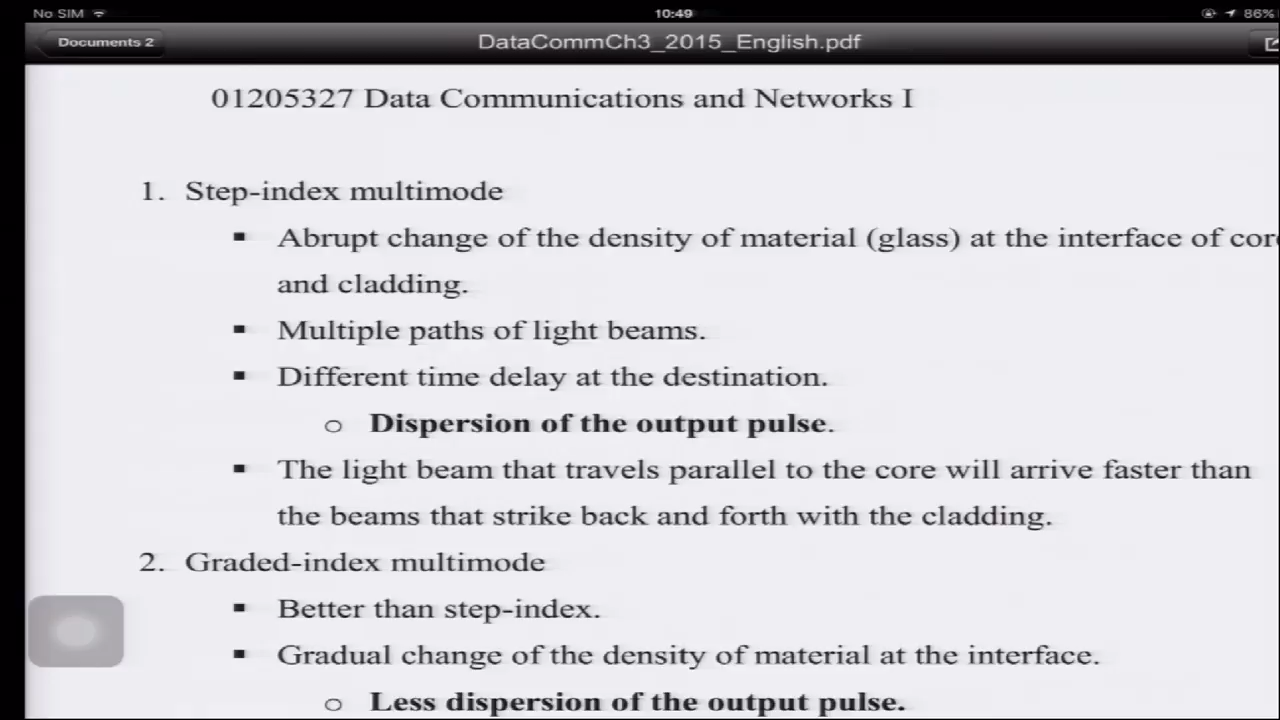 No SIM 10:49 86%
Documents 2 DataCommCh3_2015_English.pdf
01205327 Data Communications and Networks I
1. Step-index multimode
▪ Abrupt change of the density of material (glass) at the interface of core
and cladding.
▪ Multiple paths of light beams.
▪ Different time delay at the destination.
o Dispersion of the output pulse.
▪ The light beam that travels parallel to the core will arrive faster than
the beams that strike back and forth with the cladding.
2. Graded-index multimode
▪ Better than step-index.
▪ Gradual change of the density of material at the interface.
o Less dispersion of the output pulse.